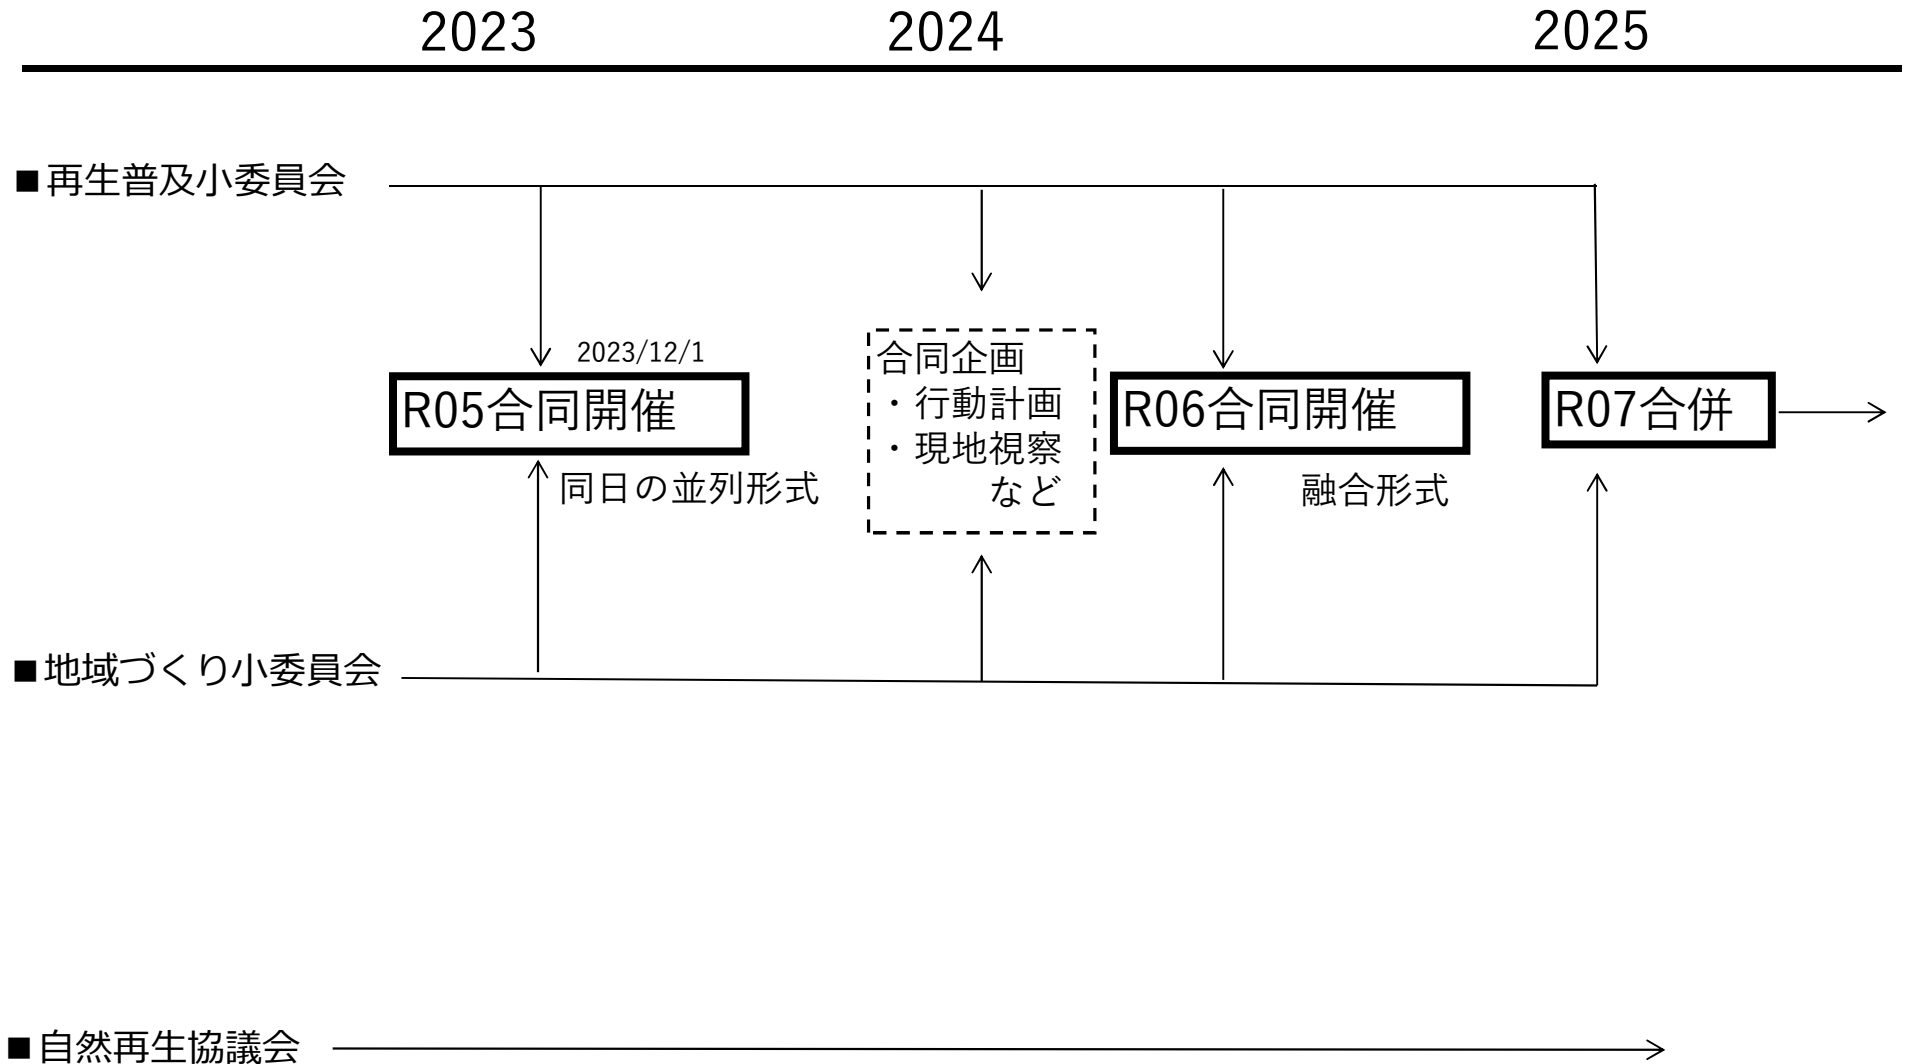 2023
2024
2025
■再生普及小委員会
2023/12/1
R05合同開催
同日の並列形式
合同企画
・行動計画
・現地視察
など
R06合同開催
融合形式
R07合併
■地域づくり小委員会
■自然再生協議会